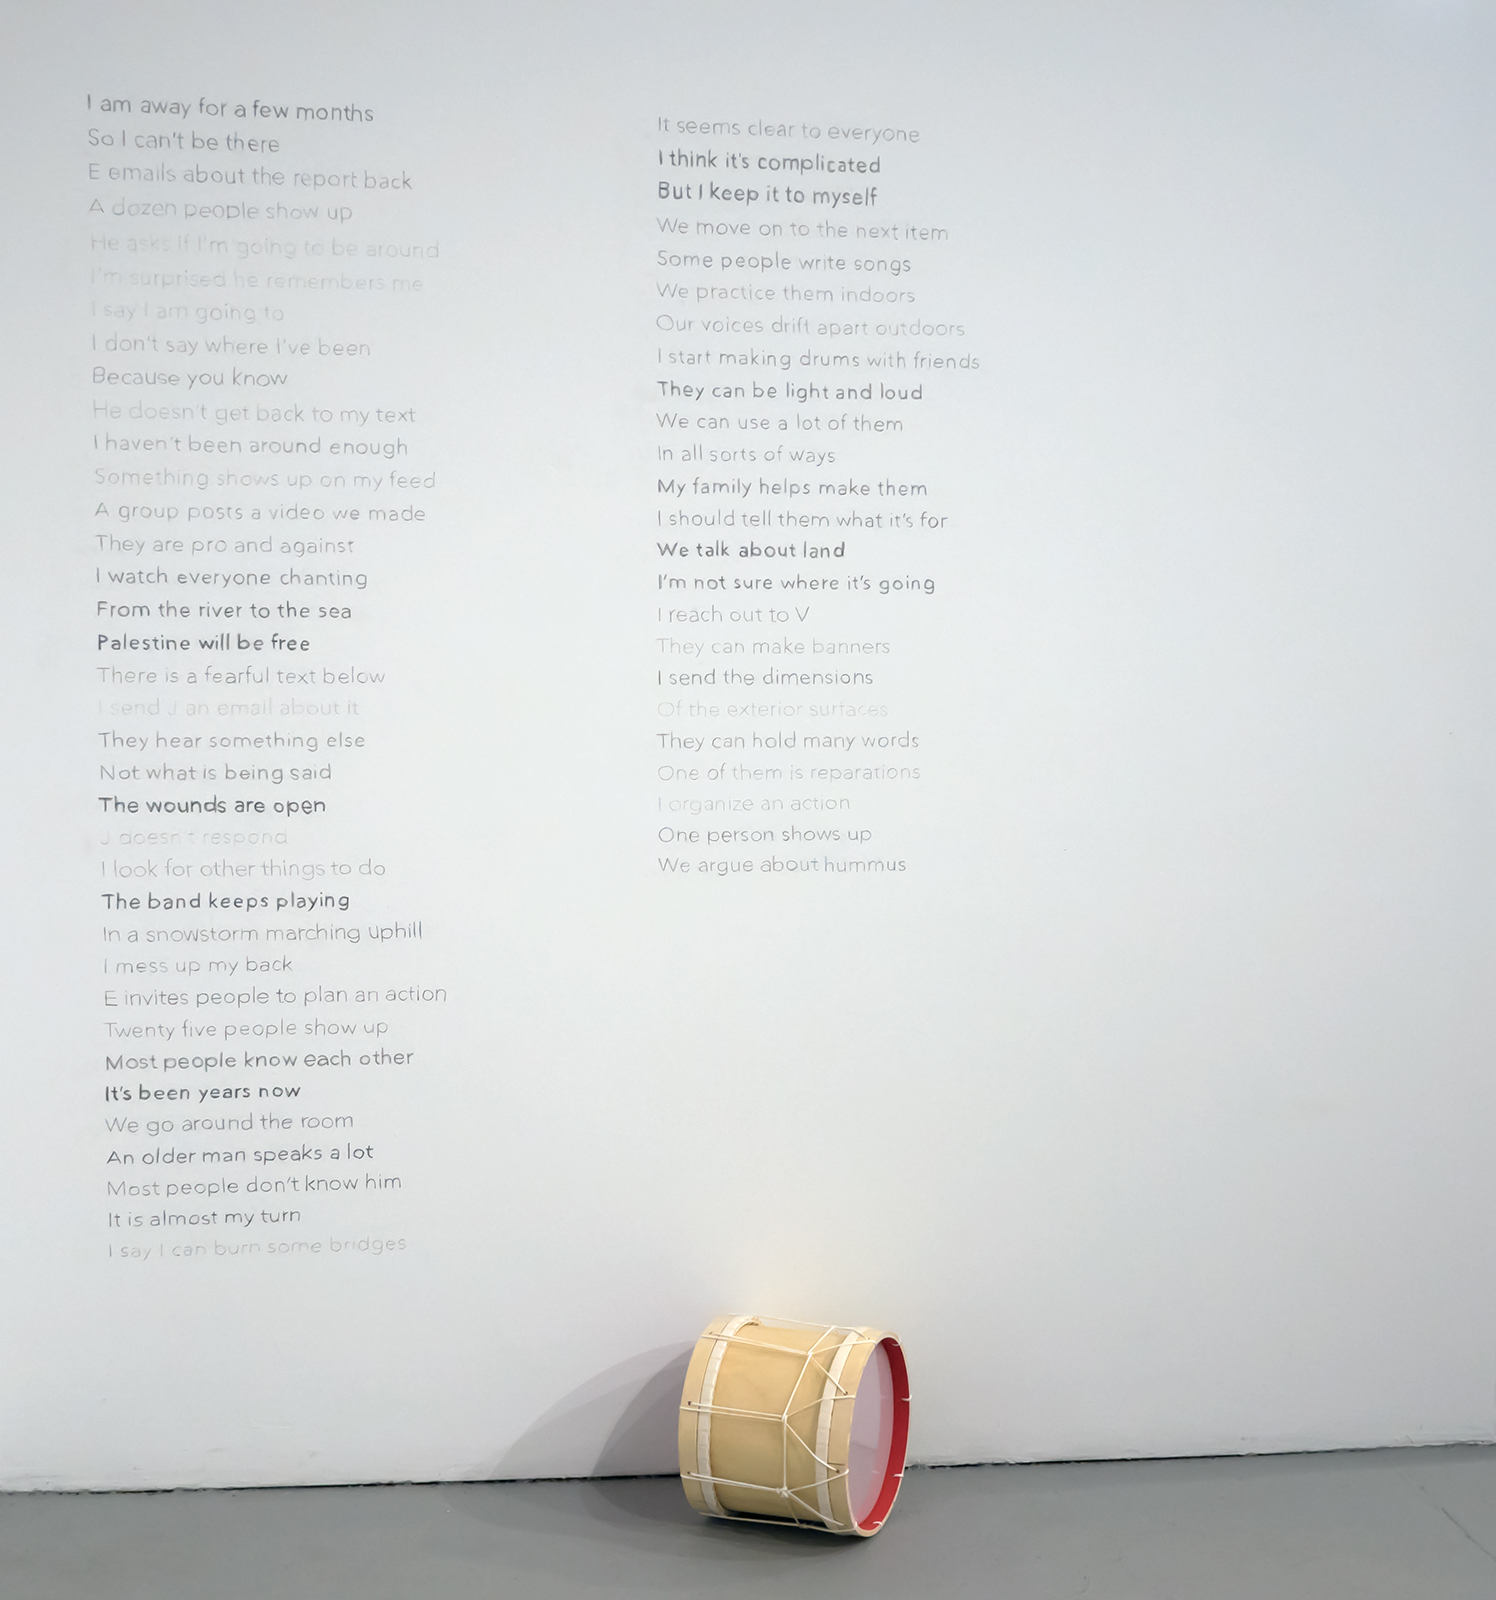 I am away for a few months
So I can't be there
E emails about the report back
A dozen people show up
He asks if I'm going to be around
I'm surprised he remembers me
I say I am going to
I don't say where I've been
Because you know
He doesn't get back to my text
I haven't been around enough
Something shows up on my feed
A group posts a video we made
They are pro and against
I watch everyone chanting
From the river to the sea
Palestine will be free
There is a fearful text below
I send J an email about it
They hear something else
Not what is being said
The wounds are open
J doesn't respond
I look for other things to do
The band keeps playing
In a snowstorm marching uphill
I mess up my back
E invites people to plan an action
Twenty five people show up
Most people know each other
It's been years now
We go around the room
An older man speaks a lot
Most people don't know him
It is almost my turn
I say I can burn some bridges
It seems clear to everyone
I think it's complicated
But I keep it to myself
We move on to the next item
Some people write songs
We practice them indoors
Our voices drift apart outdoors
I start making drums with friends
They can be light and loud
We can use a lot of them
In all sorts of ways
My family helps make them
I should tell them what it's for
We talk about land
I'm not sure where it's going
I reach out to V
They can make banners
I send the dimensions
Of the exterior surfaces
They can hold many words
One of them is reparations
I organize an action
One person shows up
We argue about hummus